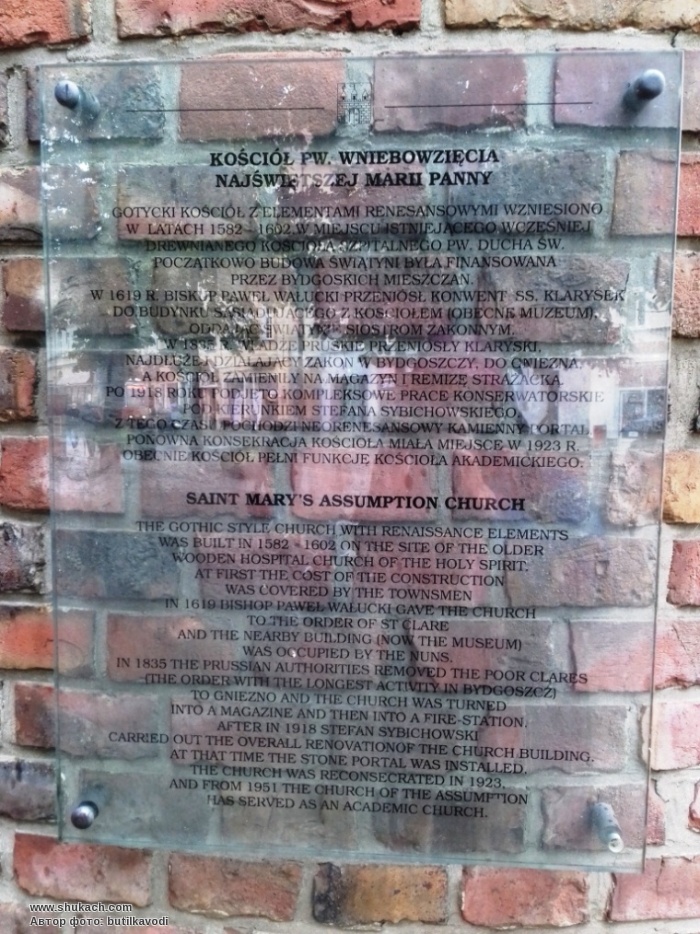 KOŚCIÓŁ PW. WNIEBOWZIĘCIA
NAJŚWIĘTSZEJ MARII PANNY
GOTYCKI KOŚCIÓŁ Z ELEMENTAMI RENESANSOWYMI WZNIESIONO
W LATACH 1582 - 1602 W MIEJSCU ISTNIEJĄCEGO WCZEŚNIEJ
DREWNIANEGO KOŚCIOŁA SZPITALNEGO PW. DUCHA ŚW.
POCZĄTKOWO BUDOWA ŚWIĄTYNI BYŁA FINANSOWANA
PRZEZ BYDGOSKICH MIESZCZAN.
W 1619 R. BISKUP PAWEŁ WAŁUCKI PRZENIÓSŁ KONWENT SS. KLARYSEK
DO BUDYNKU SĄSIADUJĄCEGO Z KOŚCIOŁEM (OBECNE MUZEUM),
ODDAJĄC ŚWIĄTYNIĘ SIOSTROM ZAKONNYM.
W 1835 R. WŁADZE PRUSKIE PRZENIOSŁY KLARYSKI,
NAJDŁUŻEJ DZIAŁAJĄCY ZAKON W BYDGOSZCZY, DO GNIEZNA,
A KOŚCIÓŁ ZAMIENIŁY NA MAGAZYN I REMIZĘ STRAŻACKĄ.
PO 1918 ROKU PODJĘTO KOMPLEKSOWE PRACE KONSERWATORSKIE
POD KIERUNKIEM STEFANA SYBICHOWSKIEGO.
Z TEGO CZASU POCHODZI NEORENESANSOWY KAMIENNY PORTAL
PONOWNA KONSEKRACJA KOŚCIOŁA MIAŁA MIEJSCE W 1923 R.
OBECNIE KOŚCIÓŁ PEŁNI FUNKCJĘ KOŚCIOŁA AKADEMICKIEGO.
SAINT MARY'S ASSUMPTION CHURCH
THE GOTHIC STYLE CHURCH WITH RENAISSANCE ELEMENTS
WAS BUILT IN 1582 - 1602 ON THE SITE OF THE OLDER
WOODEN HOSPITAL CHURCH OF THE HOLY SPIRIT:
AT FIRST THE COST OF THE CONSTRUCTION
WAS COVERED BY THE TOWNSMEN
IN 1619 BISHOP PAWEŁ WAŁUCKI GAVE THE CHURCH
TO THE ORDER OF ST CLARE
AND THE NEARBY BUILDING (NOW THE MUSEUM)
WAS OCCUPIED BY THE NUNS.
IN 1835 THE PRUSSIAN AUTHORITIES REMOVED THE POOR CLARES
(THE ORDER WITH THE LONGEST ACTIVITY IN BYDGOSZCZ)
TO GNIEZNO AND THE CHURCH WAS TURNED
INTO A MAGAZINE AND THEN INTO A FIRE-STATION,
AFTER IN 1918 STEFAN SYBICHOWSKI
CARRIED OUT THE OVERALL RENOVATIONOF THE CHURCH BUILDING.
AT THAT TIME THE STONE PORTAL WAS INSTALLED.
THE CHURCH WAS RECONSECRATED IN 1923,
AND FROM 1951 THE CHURCH OF THE ASSUMPTION
HAS SERVED AS AN ACADEMIC CHURCH.
www.shukach.com
Автор фото: butilkavodi